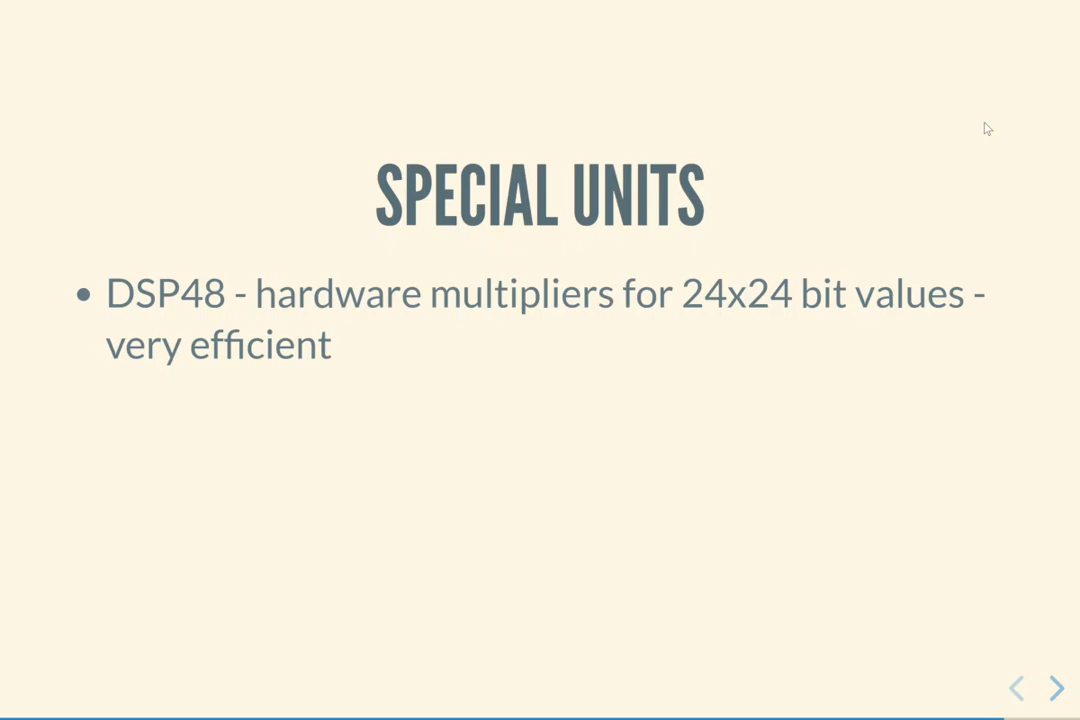 SPECIAL UNITS
• DSP48 - hardware multipliers for 24x24 bit values -
very efficient